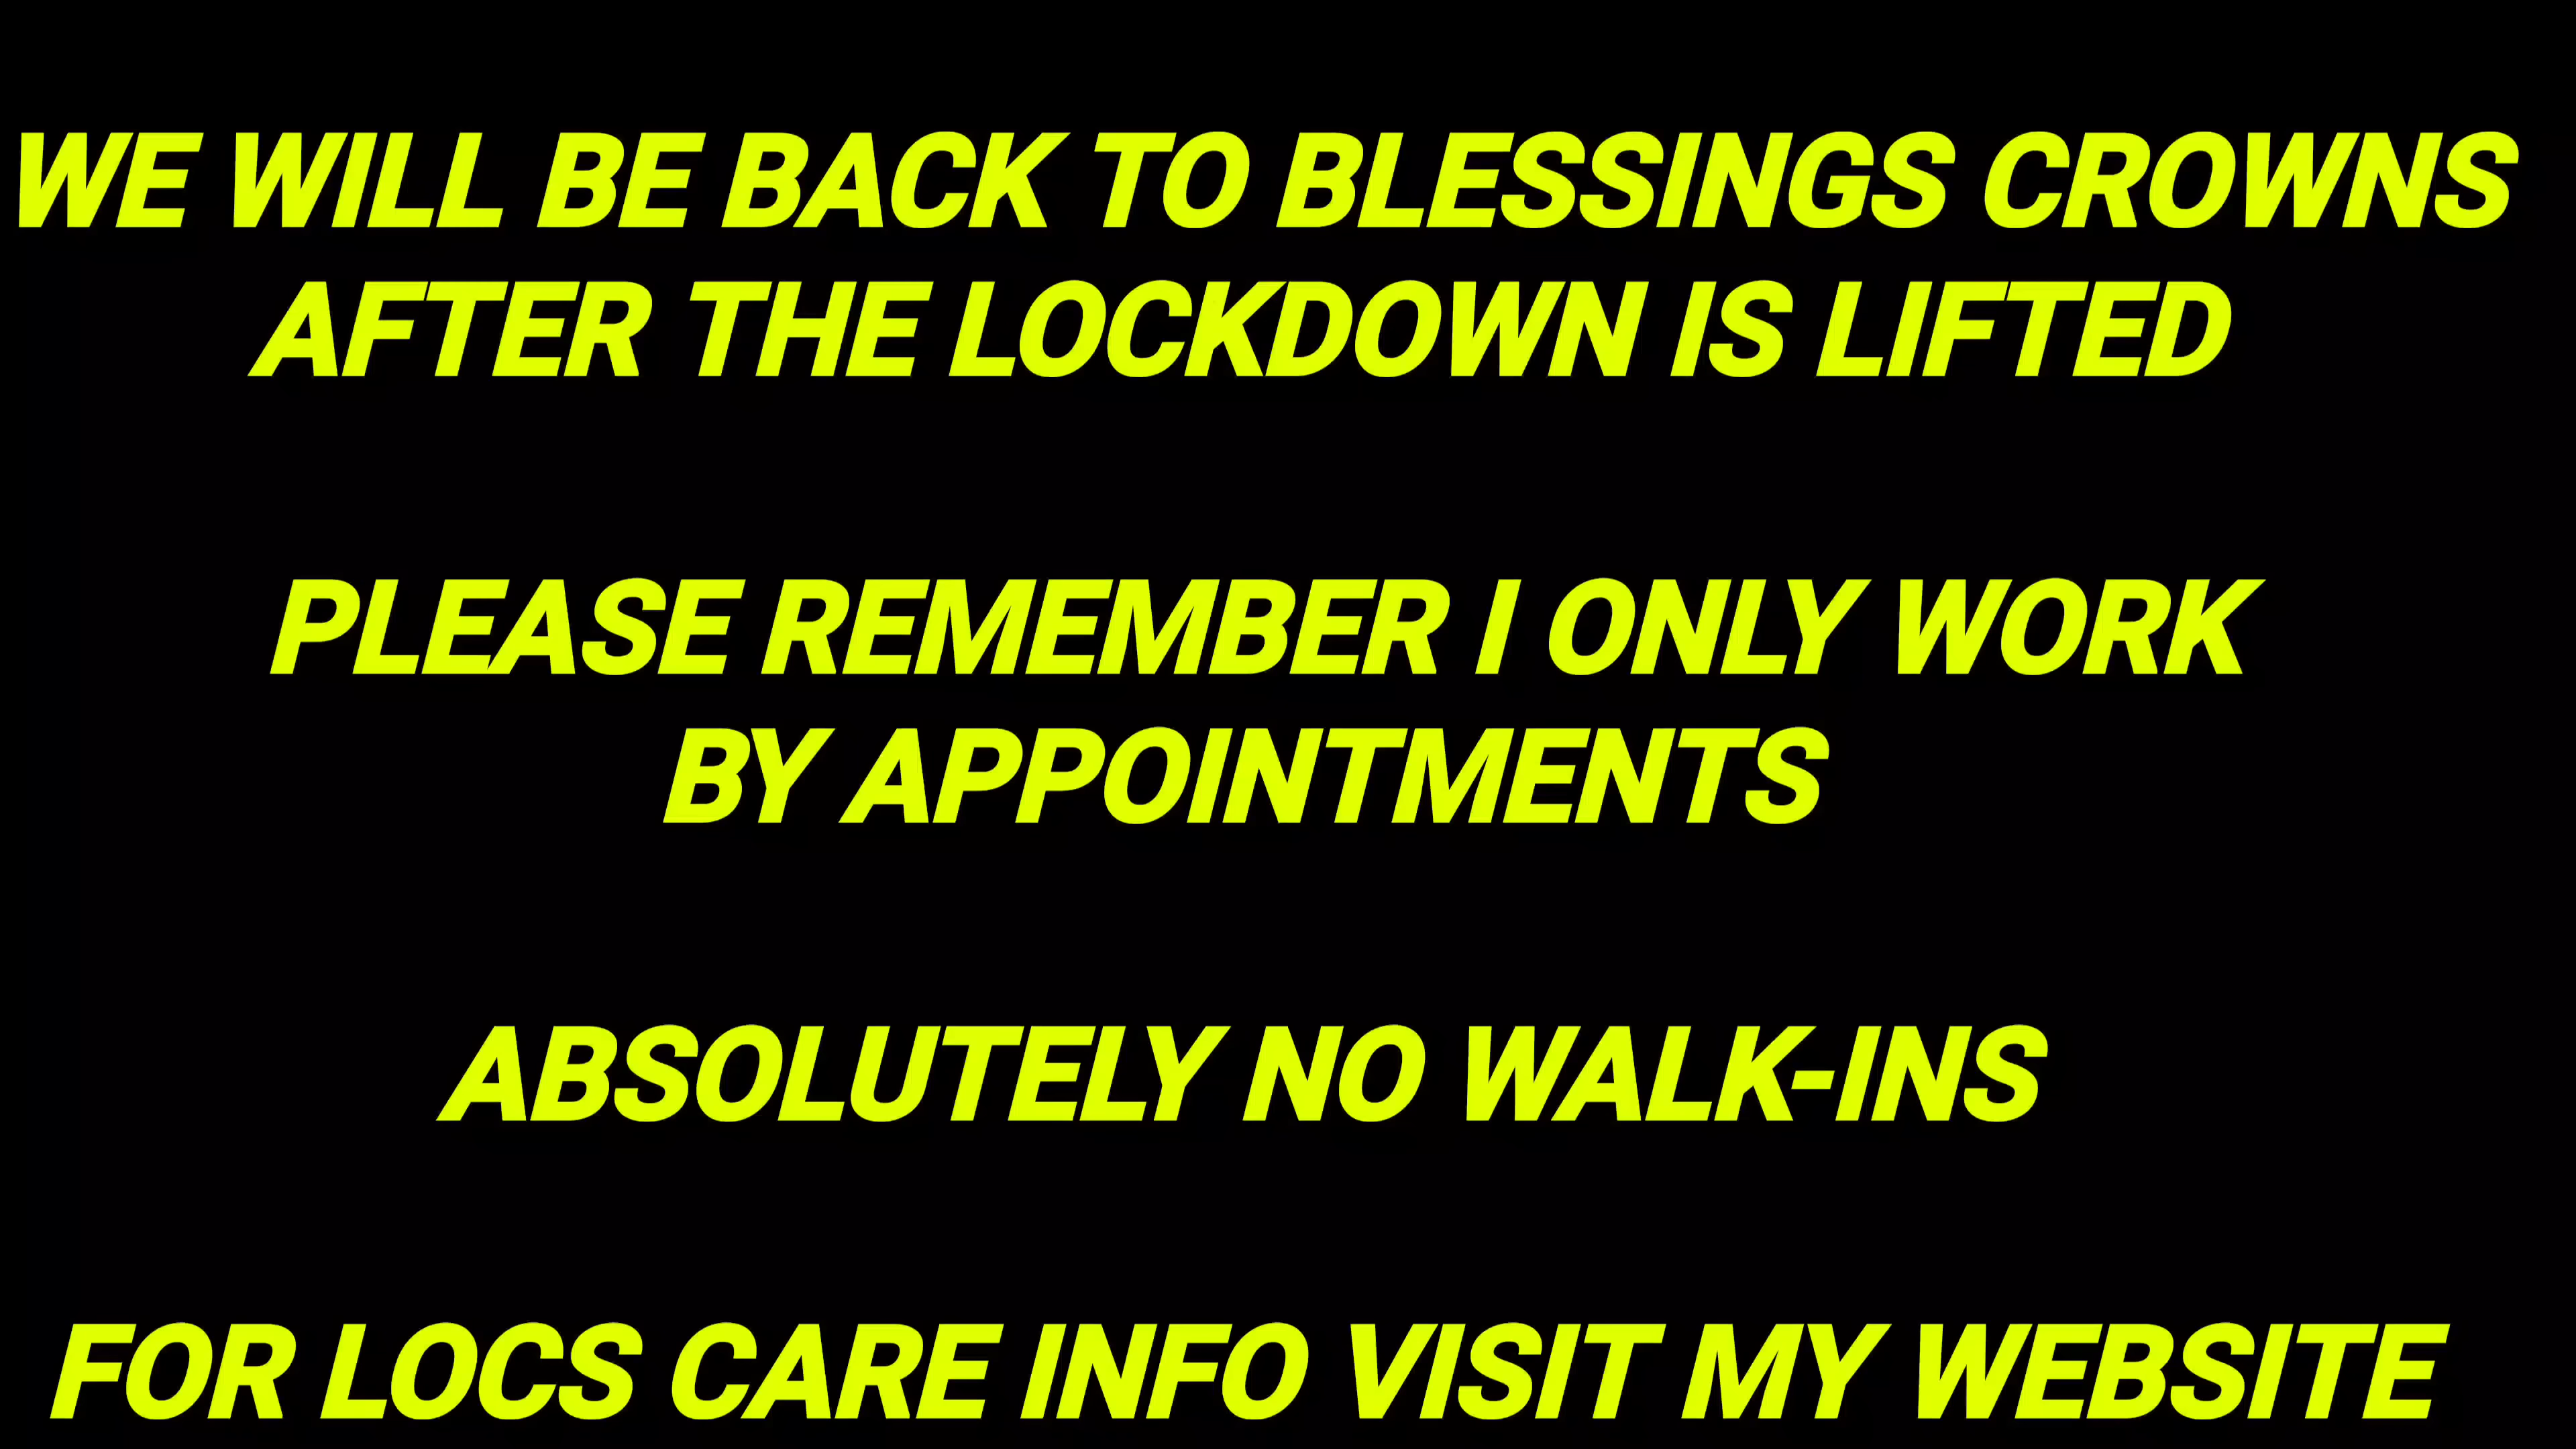 WE WILL BE BACK TO BLESSINGS CROWNS
AFTER THE LOCKDOWN IS LIFTED
PLEASE REMEMBER I ONLY WORK
BY APPOINTMENTS
ABSOLUTELY NO WALK-INS
FOR LOCS CARE INFO VISIT MY WEBSITE